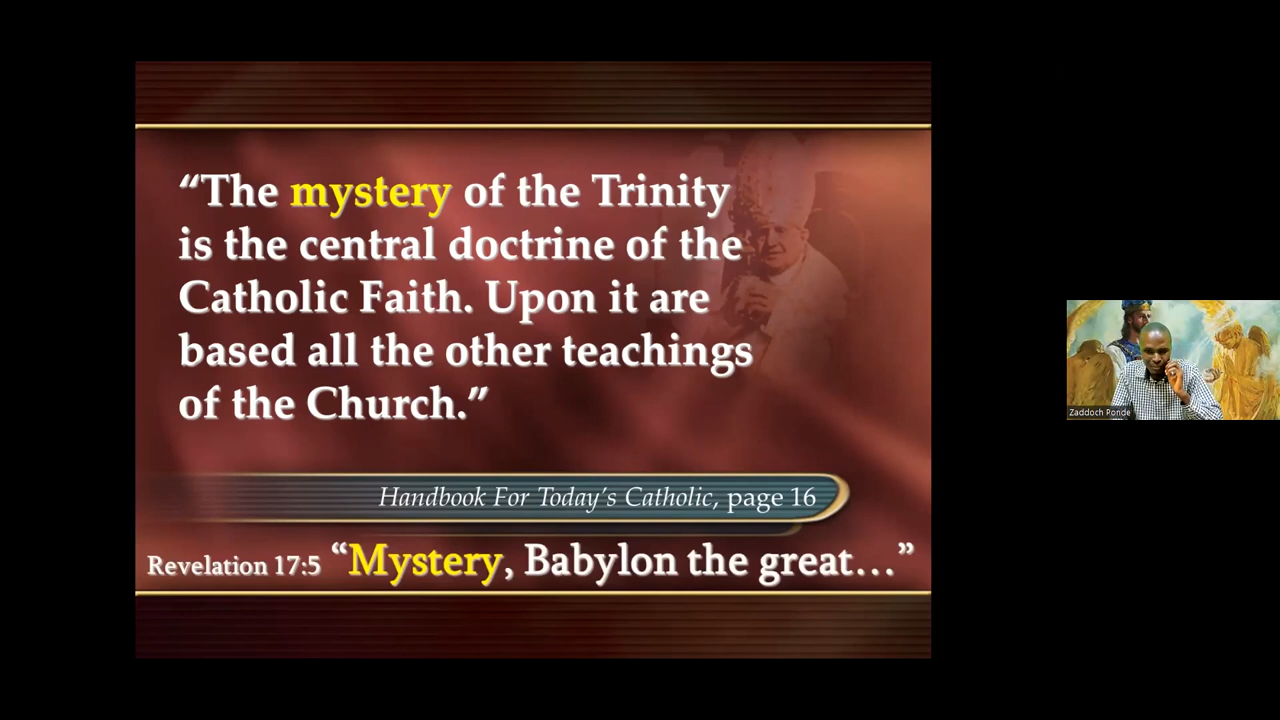 “The mystery of the Trinity
is the central doctrine of the
Catholic Faith. Upon it are
based all the other teachings
of the Church.”
Handbook For Today's Catholic, page 16
Revelation 17:5 “Mystery, Babylon the great...”
Zaddoch Ponde